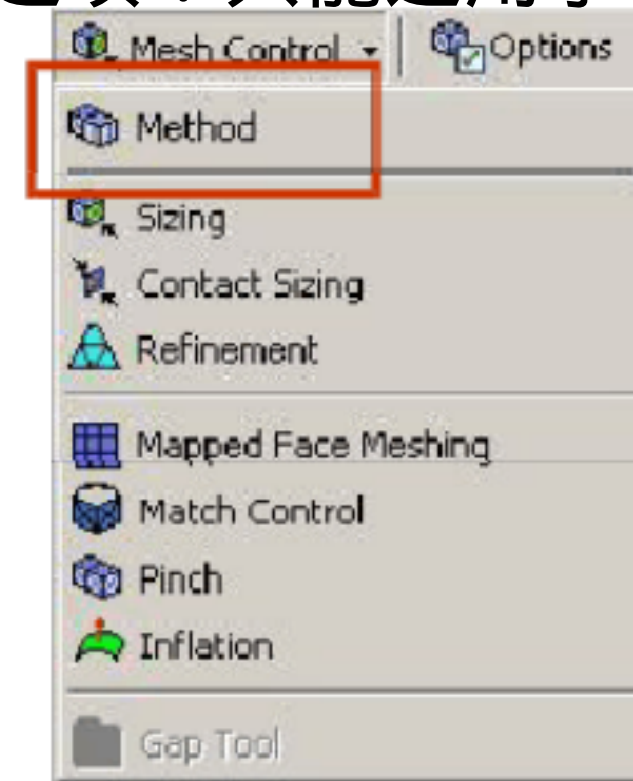 Mesh Control Options
Method
Sizing
Contact Sizing
Refinement
Mapped Face Meshing
Match Control
Pinch
Inflation
Gap Tool